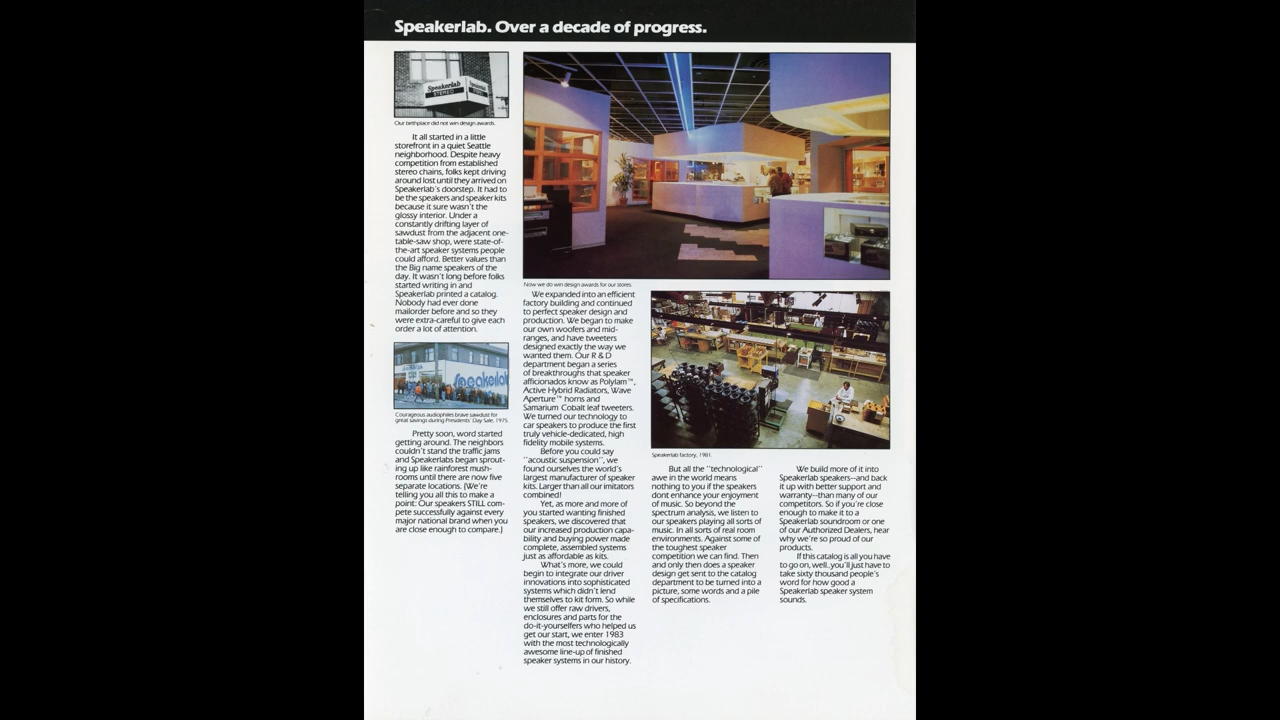 Speakerlab. Over a decade of progress.
Speakerlab
STEREO
Our birthplace did not win design awards.
It all started in a little
storefront in a quiet Seattle
neighborhood. Despite heavy
competition from established
stereo chains, folks kept driving
around lost until they arrived on
Speakerlab's doorstep. It had to
be the speakers and speaker kits
because it sure wasn't the
glossy interior. Under a
constantly drifting layer of
sawdust from the adjacent one-
table-saw shop, were state-of-
the-art speaker systems people
could afford. Better values than
the Big name speakers of the
day. It wasn't long before folks
started writing in and
Speakerlab printed a catalog.
Nobody had ever done
mailorder before and so they
were extra-careful to give each
order a lot of attention.
Speakerlab
Courageous audiophiles brave sawdust for
great savings during Presidents' Day Sale, 1975.
Pretty soon, word started
getting around. The neighbors
couldn't stand the traffic jams
and Speakerlabs began sprout-
ing up like rainforest mush-
rooms until there are now five
separate locations. (We're
telling you all this to make a
point: Our speakers STILL com-
pete successfully against every
major national brand when you
are close enough to compare.)
Now we do win design awards for our stores.
We expanded into an efficient
factory building and continued
to perfect speaker design and
production. We began to make
our own woofers and mid-
ranges, and have tweeters
designed exactly the way we
wanted them. Our R & D
department began a series
of breakthroughs that speaker
afficionados know as Polylam™,
Active Hybrid Radiators, Wave
Aperture™ horns and
Samarium Cobalt leaf tweeters.
We turned our technology to
car speakers to produce the first
truly vehicle-dedicated, high
fidelity mobile systems.
Before you could say
"acoustic suspension", we
found ourselves the world's
largest manufacturer of speaker
kits. Larger than all our imitators
combined!
Yet, as more and more of
you started wanting finished
speakers, we discovered that
our increased production capa-
bility and buying power made
complete, assembled systems
just as affordable as kits.
What's more, we could
begin to integrate our driver
innovations into sophisticated
systems which didn't lend
themselves to kit form. So while
we still offer raw drivers,
enclosures and parts for the
do-it-yourselfers who helped us
get our start, we enter 1983
with the most technologically
awesome line-up of finished
speaker systems in our history.
Speakerlab factory, 1981.
But all the "technological"
awe in the world means
nothing to you if the speakers
dont enhance your enjoyment
of music. So beyond the
spectrum analysis, we listen to
our speakers playing all sorts of
music. In all sorts of real room
environments. Against some of
the toughest speaker
competition we can find. Then
and only then does a speaker
design get sent to the catalog
department to be turned into a
picture, some words and a pile
of specifications.
We build more of it into
Speakerlab speakers--and back
it up with better support and
warranty--than many of our
competitors. So if you're close
enough to make it to a
Speakerlab soundroom or one
of our Authorized Dealers, hear
why we're so proud of our
products.
If this catalog is all you have
to go on, well..you'll just have to
take sixty thousand people's
word for how good a
Speakerlab speaker system
sounds.